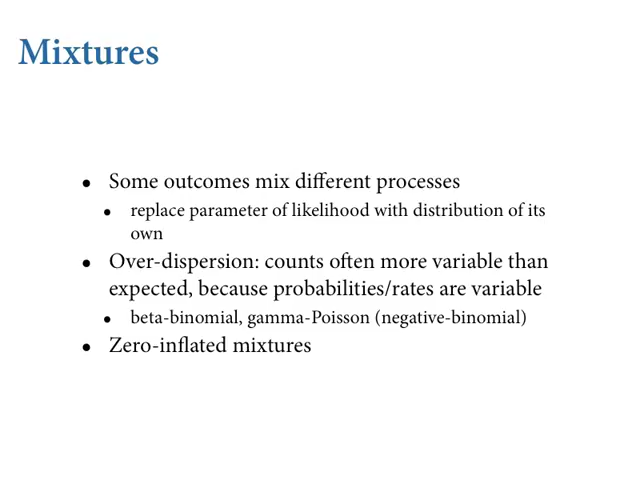 Mixtures
• Some outcomes mix different processes
• replace parameter of likelihood with distribution of its
own
• Over-dispersion: counts often more variable than
expected, because probabilities/rates are variable
• beta-binomial, gamma-Poisson (negative-binomial)
• Zero-inflated mixtures